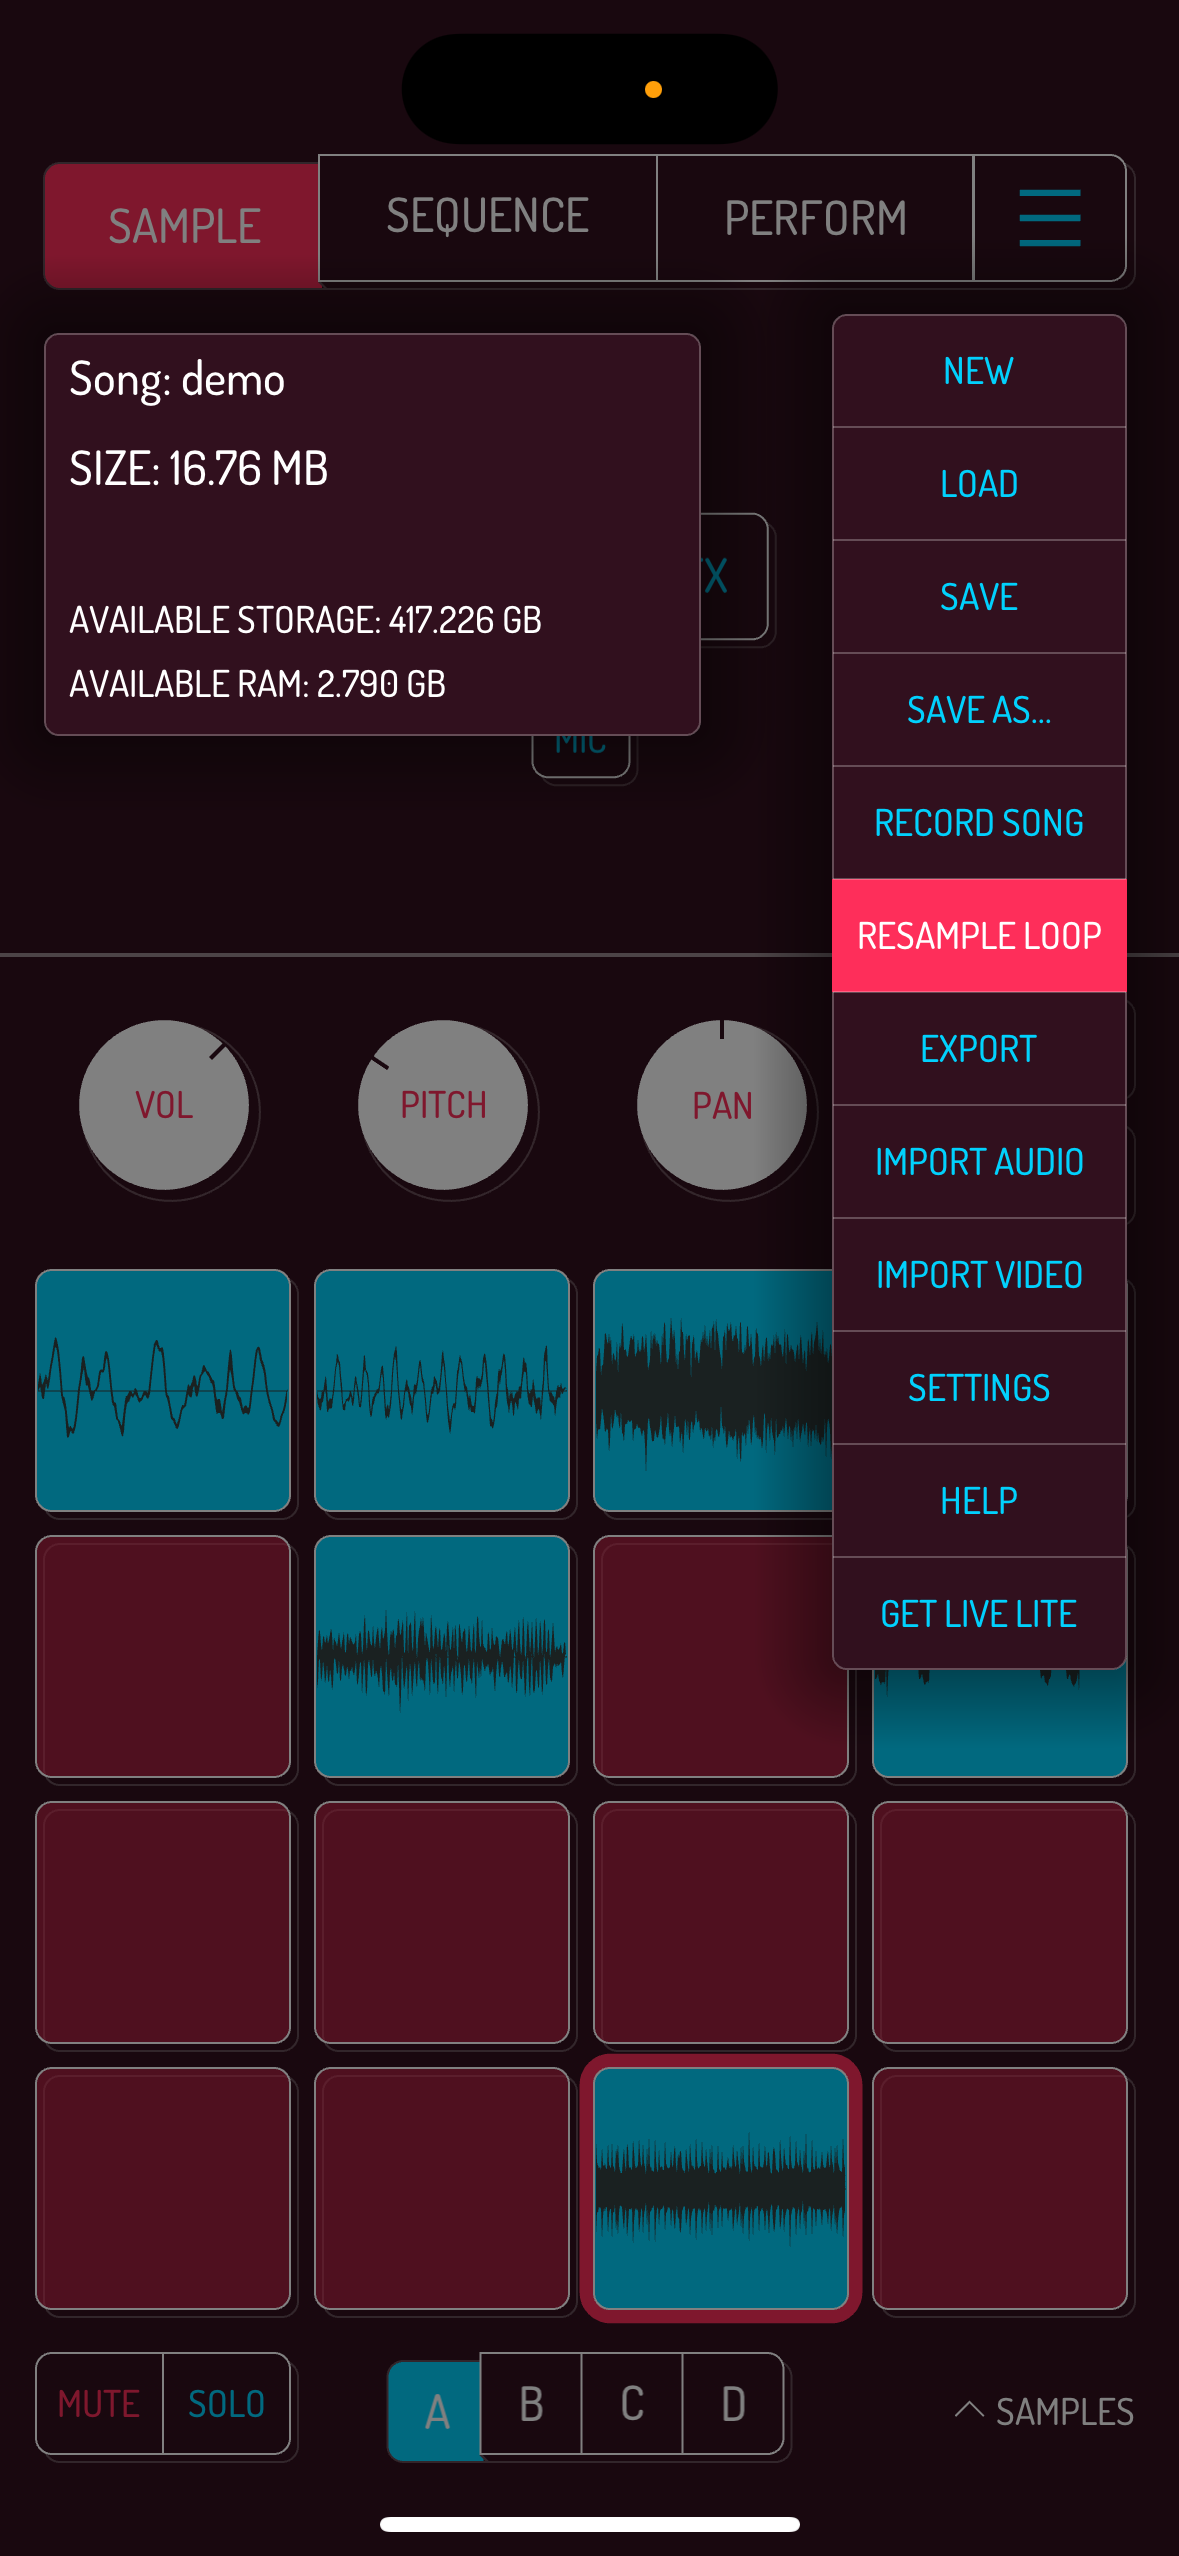 SAMPLE
SEQUENCE
PERFORM
Song: demo
SIZE: 16.76 MB
AVAILABLE STORAGE: 417.226 GB
AVAILABLE RAM: 2.790 GB
MIC
NEW
LOAD
SAVE
SAVE AS...
RECORD SONG
RESAMPLE LOOP
EXPORT
IMPORT AUDIO
IMPORT VIDEO
SETTINGS
HELP
GET LIVE LITE
VOL
PITCH
PAN
MUTE
SOLO
A
B
C
D
SAMPLES